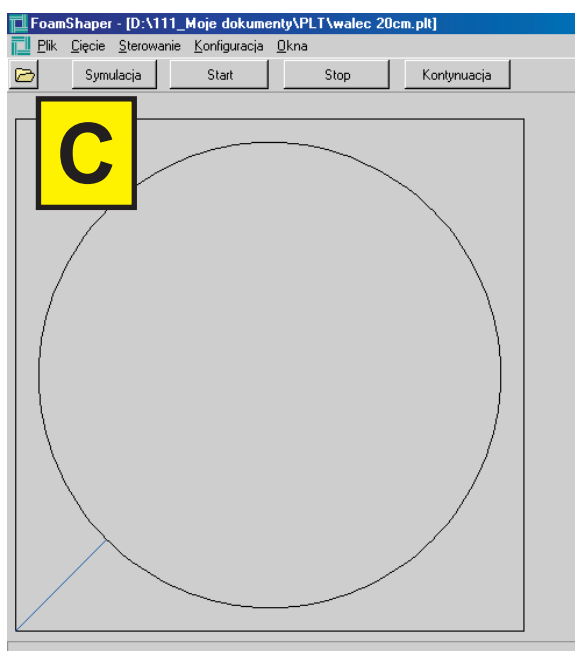 FoamShaper - [D:\111_Moje dokumenty\PLT\walec 20cm.plt]
Plik Cięcie Sterowanie Konfiguracja Okna
Symulacja Start Stop Kontynuacja
C